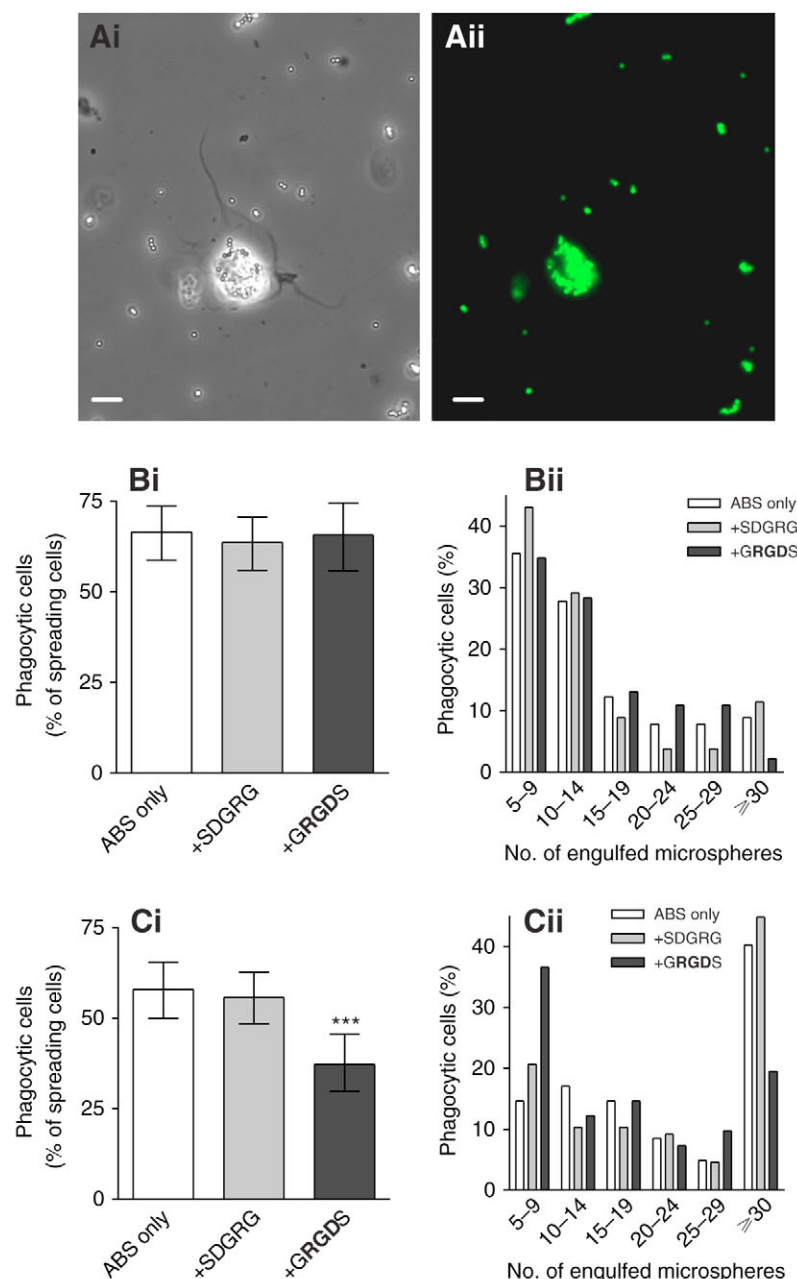 Ai
Aii
Bi
75
50
25
0
Phagocytic cells
(% of spreading cells)
ABS only
+SDGRG
+GRGDS
Bii
ABS only
+SDGRG
+GRGDS
40
30
20
10
0
Phagocytic cells (%)
5–9
10–14
15–19
20–24
25–29
⩾30
No. of engulfed microspheres
Ci
75
50
25
0
Phagocytic cells
(% of spreading cells)
***
ABS only
+SDGRG
+GRGDS
Cii
ABS only
+SDGRG
+GRGDS
40
30
20
10
0
Phagocytic cells (%)
5–9
10–14
15–19
20–24
25–29
⩾30
No. of engulfed microspheres